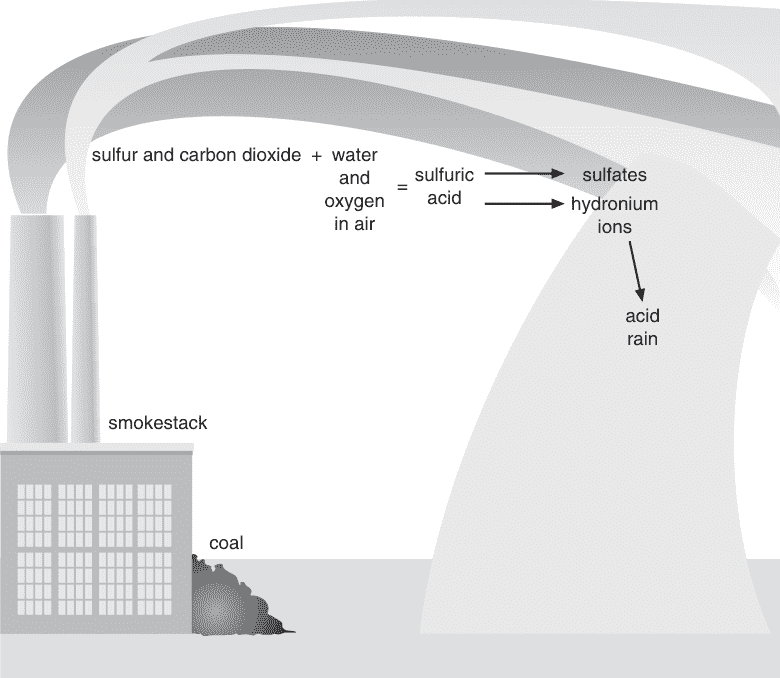 sulfur and carbon dioxide + water
and
oxygen
in air
= sulfuric
acid
sulfates
hydronium
ions
acid
rain
smokestack
coal